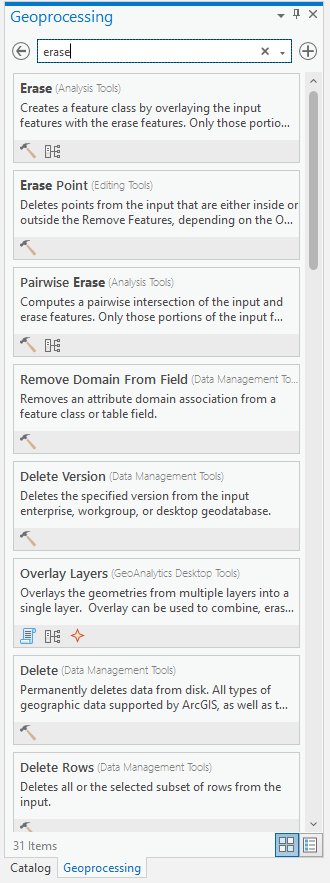 Geoprocessing
erase
Erase (Analysis Tools)
Creates a feature class by overlaying the input
features with the erase features. Only those portio...
Erase Point (Editing Tools)
Deletes points from the input that are either inside or
outside the Remove Features, depending on the O...
Pairwise Erase (Analysis Tools)
Computes a pairwise intersection of the input and
erase features. Only those portions of the input f...
Remove Domain From Field (Data Management To...
Removes an attribute domain association from a
feature class or table field.
Delete Version (Data Management Tools)
Deletes the specified version from the input
enterprise, workgroup, or desktop geodatabase.
Overlay Layers (GeoAnalytics Desktop Tools)
Overlays the geometries from multiple layers into a
single layer. Overlay can be used to combine, eras...
Delete (Data Management Tools)
Permanently deletes data from disk. All types of
geographic data supported by ArcGIS, as well as t...
Delete Rows (Data Management Tools)
Deletes all or the selected subset of rows from the
input.
31 Items
Catalog Geoprocessing